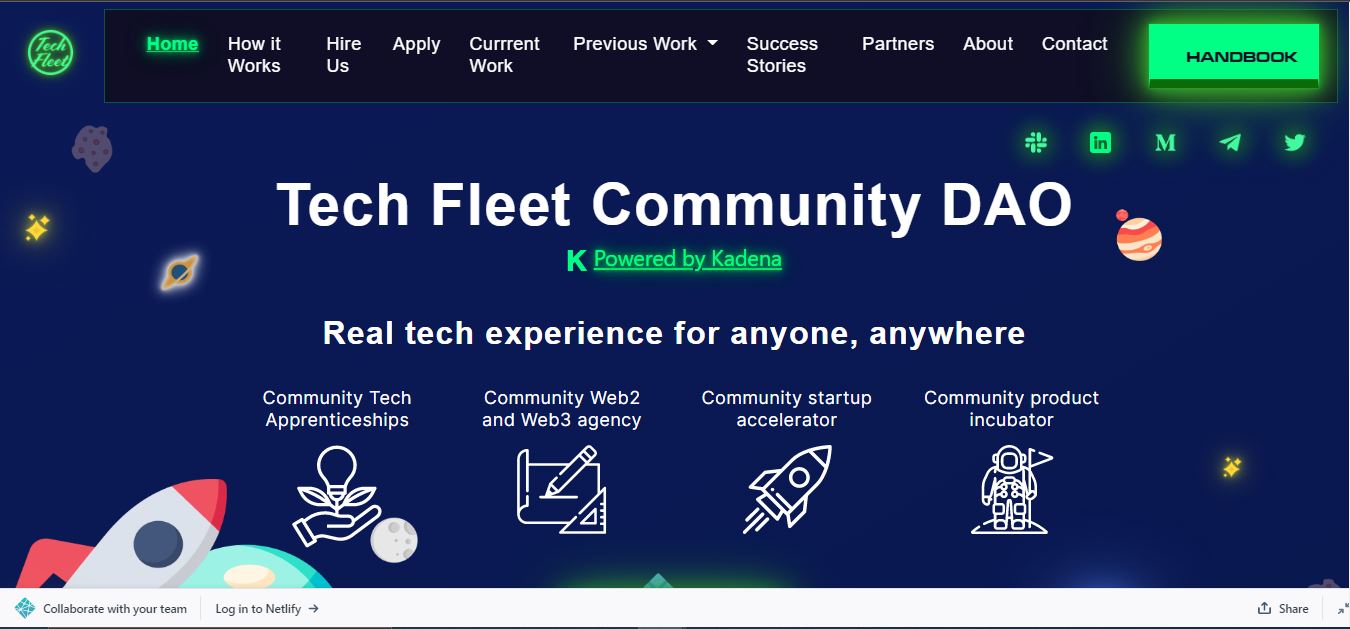 Tech
Fleet
Home
How it
Works
Hire
Us
Apply
Currrent
Work
Previous Work
Success
Stories
Partners
About
Contact
HANDBOOK
Tech Fleet Community DAO
Powered by Kadena
Real tech experience for anyone, anywhere
Community Tech
Apprenticeships
Community Web2
and Web3 agency
Community startup
accelerator
Community product
incubator
Collaborate with your team
Log in to Netlify →
Share